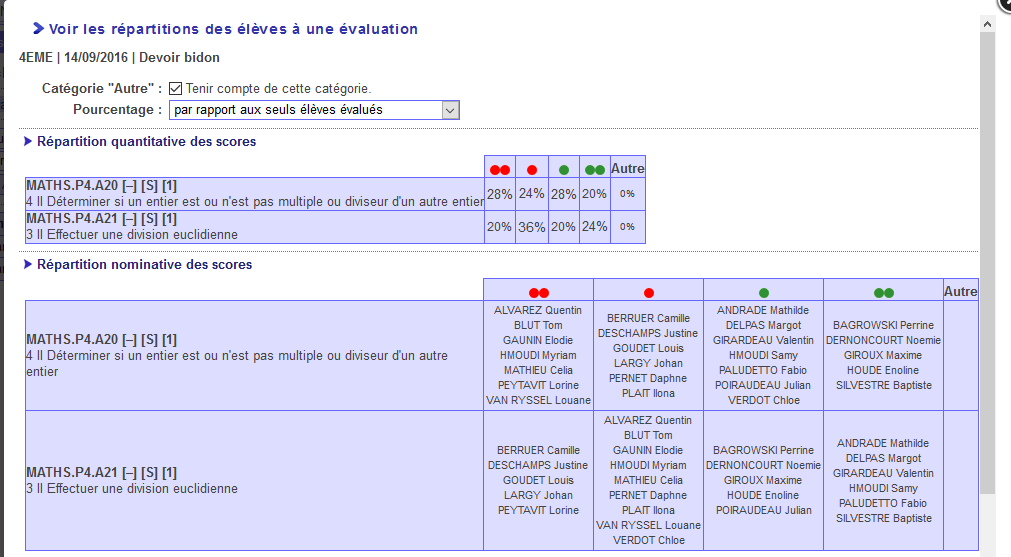 Voir les répartitions des élèves à une évaluation
4EME | 14/09/2016 | Devoir bidon
Catégorie "Autre" : Tenir compte de cette catégorie.
Pourcentage : par rapport aux seuls élèves évalués
Répartition quantitative des scores
Autre
MATHS.P4.A20 [–] [S] [1]
4 II Déterminer si un entier est ou n'est pas multiple ou diviseur d'un autre entier
28% 24% 28% 20% 0%
MATHS.P4.A21 [–] [S] [1]
3 II Effectuer une division euclidienne
20% 36% 20% 24% 0%
Répartition nominative des scores
Autre
MATHS.P4.A20 [–] [S] [1]
4 II Déterminer si un entier est ou n'est pas multiple ou diviseur d'un autre
entier
ALVAREZ Quentin
BLUT Tom
GAUNIN Elodie
HMOUDI Myriam
MATHIEU Celia
PEYTAVIT Lorine
VAN RYSSEL Louane
BERRUER Camille
DESCHAMPS Justine
GOUDET Louis
LARGY Johan
PERNET Daphne
PLAIT Ilona
ANDRADE Mathilde
DELPAS Margot
GIRARDEAU Valentin
HMOUDI Samy
PALUDETTO Fabio
POIRAUDEAU Julian
VERDOT Chloe
BAGROWSKI Perrine
DERNONCOURT Noemie
GIROUX Maxime
HOUDE Enoline
SILVESTRE Baptiste
MATHS.P4.A21 [–] [S] [1]
3 II Effectuer une division euclidienne
BERRUER Camille
DESCHAMPS Justine
GOUDET Louis
LARGY Johan
PEYTAVIT Lorine
ALVAREZ Quentin
BLUT Tom
GAUNIN Elodie
HMOUDI Myriam
MATHIEU Celia
PERNET Daphne
PLAIT Ilona
VAN RYSSEL Louane
VERDOT Chloe
BAGROWSKI Perrine
DERNONCOURT Noemie
GIROUX Maxime
HOUDE Enoline
POIRAUDEAU Julian
ANDRADE Mathilde
DELPAS Margot
GIRARDEAU Valentin
HMOUDI Samy
PALUDETTO Fabio
SILVESTRE Baptiste